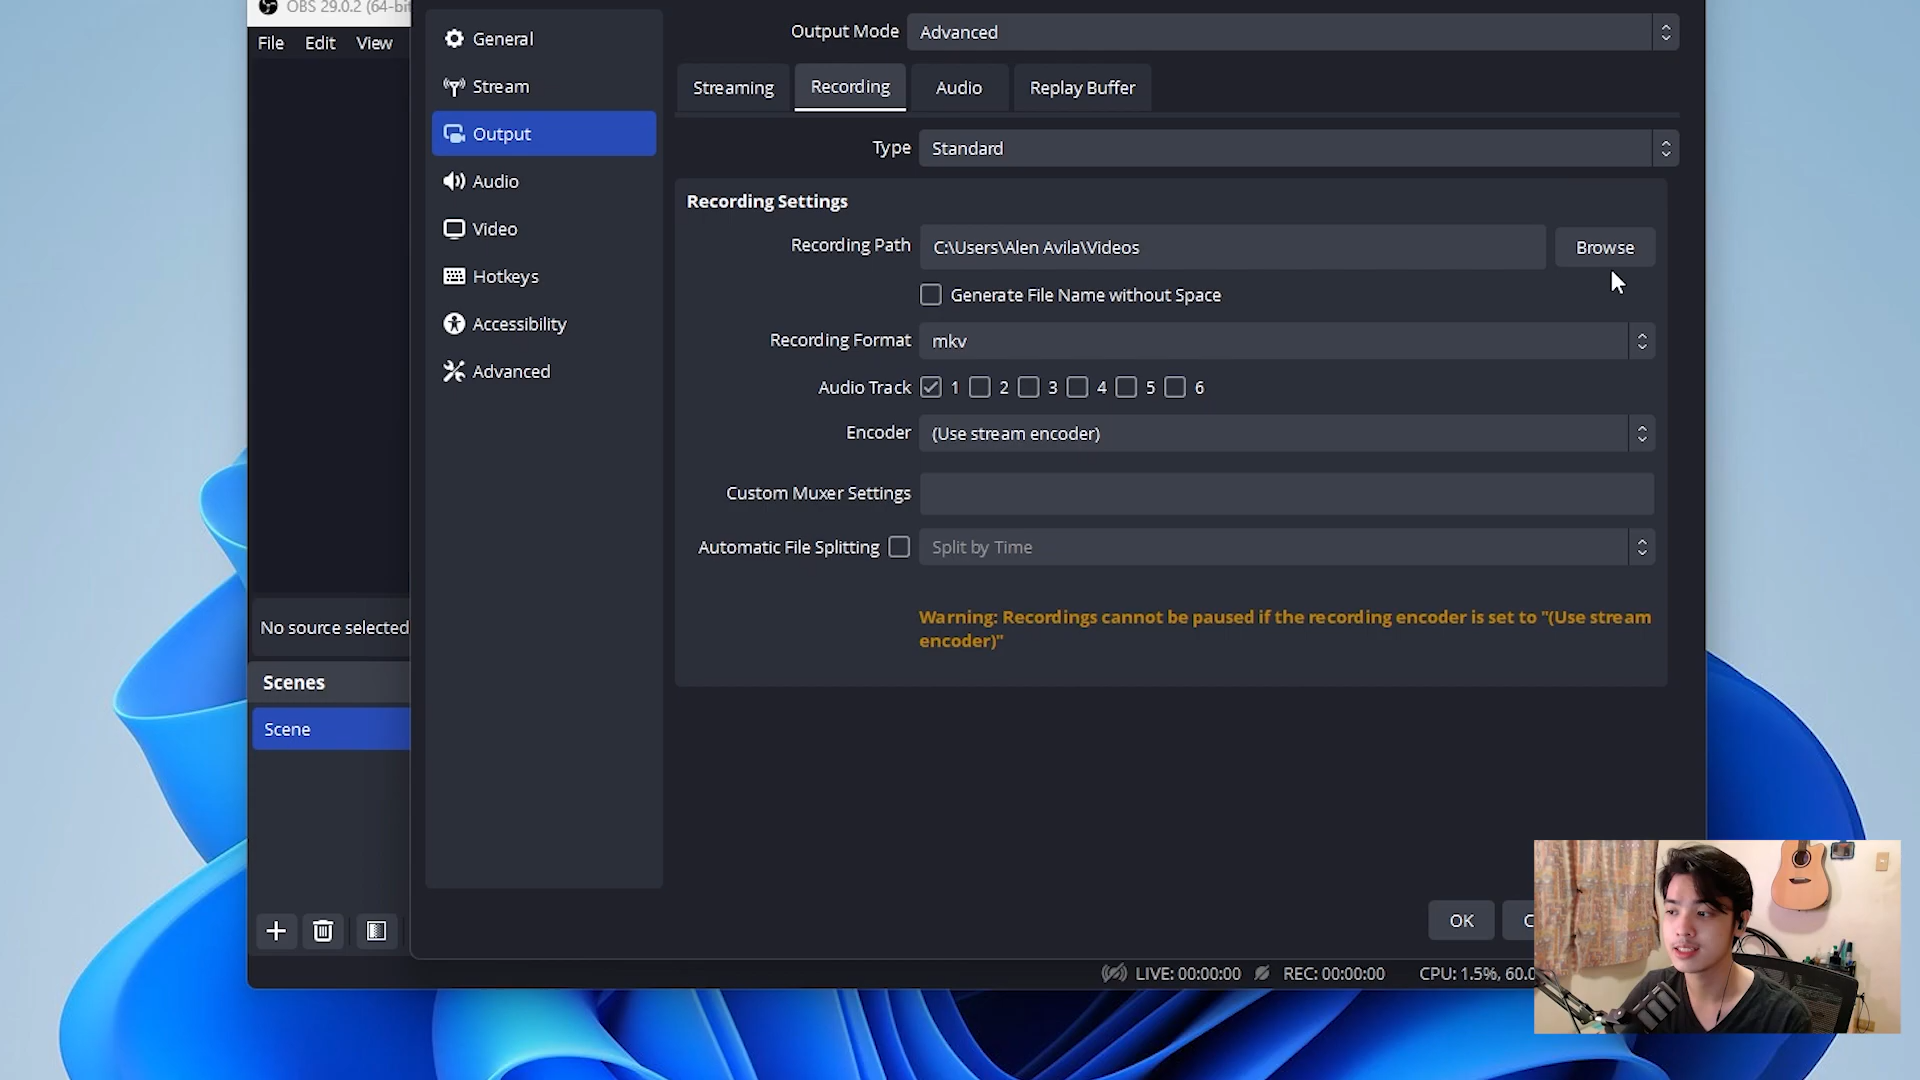 OBS 29.0.2 (64-bit
File Edit View
General
Stream
Output
Audio
Video
Hotkeys
Accessibility
Advanced
Output Mode Advanced
Streaming Recording Audio Replay Buffer
Type Standard
Recording Settings
Recording Path C:\Users\Alen Avila\Videos Browse
Generate File Name without Space
Recording Format mkv
Audio Track 1 2 3 4 5 6
Encoder (Use stream encoder)
Custom Muxer Settings
Automatic File Splitting Split by Time
Warning: Recordings cannot be paused if the recording encoder is set to "(Use stream
encoder)"
No source selected
Scenes
Scene
OK C
LIVE: 00:00:00 REC: 00:00:00 CPU: 1.5%, 60.0